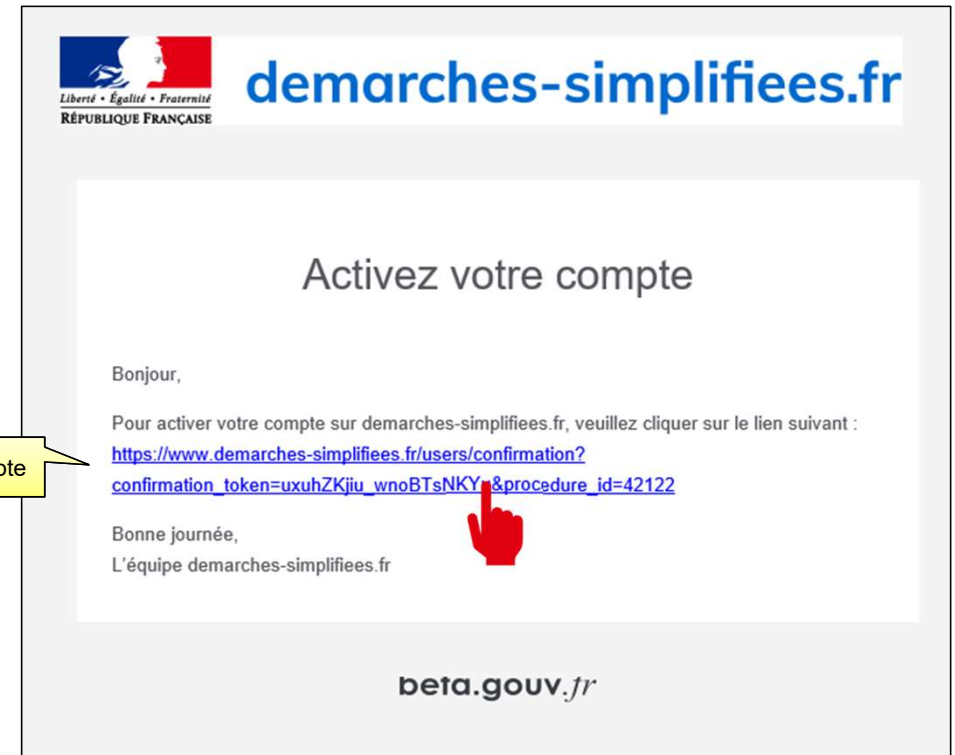 Liberté • Égalité • Fraternité
RÉPUBLIQUE FRANÇAISE
demarches-simplifiees.fr
Activez votre compte
Bonjour,
Pour activer votre compte sur demarches-simplifiees.fr, veuillez cliquer sur le lien suivant :
https://www.demarches-simplifiees.fr/users/confirmation?
&procedure_id=42122
Bonne journée,
L'équipe demarches-simplifiees.fr
beta.gouv.fr